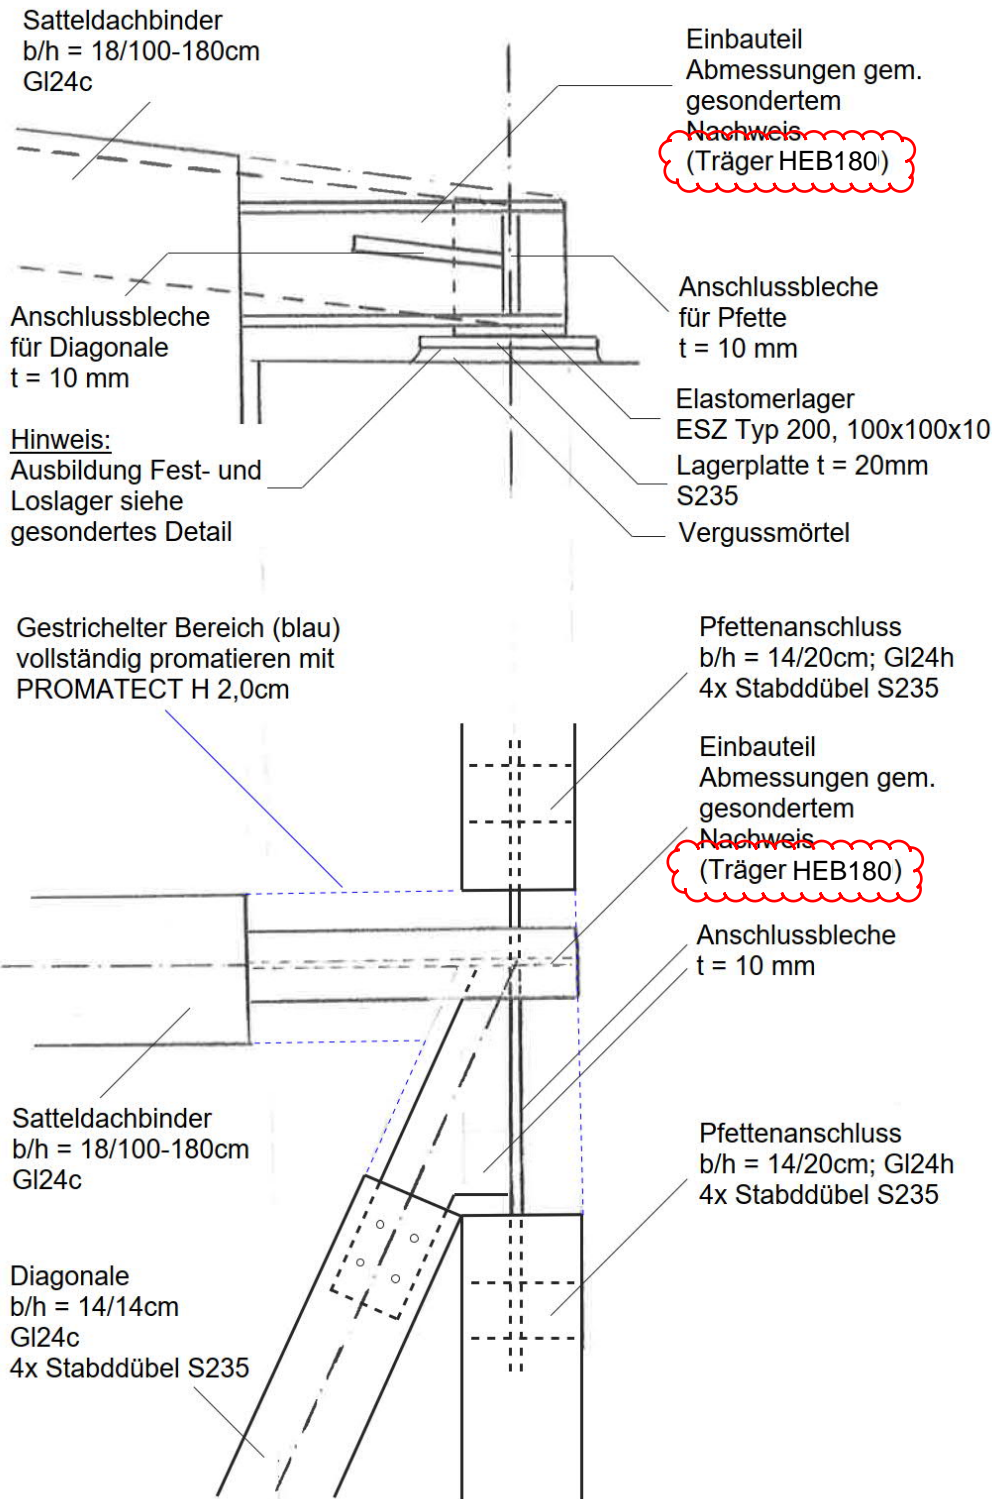 Satteldachbinder
b/h = 18/100-180cm
Gl24c
Einbauteil
Abmessungen gem.
gesondertem
Nachweis
(Träger HEB180)
Anschlussbleche
für Diagonale
t = 10 mm
Anschlussbleche
für Pfette
t = 10 mm
Elastomerlager
ESZ Typ 200, 100x100x10
Lagerplatte t = 20mm
S235
Vergussmörtel
Hinweis:
Ausbildung Fest- und
Loslager siehe
gesondertes Detail
Gestrichelter Bereich (blau)
vollständig promatieren mit
PROMATECT H 2,0cm
Pfettenanschluss
b/h = 14/20cm; Gl24h
4x Stabddübel S235
Einbauteil
Abmessungen gem.
gesondertem
Nachweis
(Träger HEB180)
Anschlussbleche
t = 10 mm
Satteldachbinder
b/h = 18/100-180cm
Gl24c
Pfettenanschluss
b/h = 14/20cm; Gl24h
4x Stabddübel S235
Diagonale
b/h = 14/14cm
Gl24c
4x Stabddübel S235